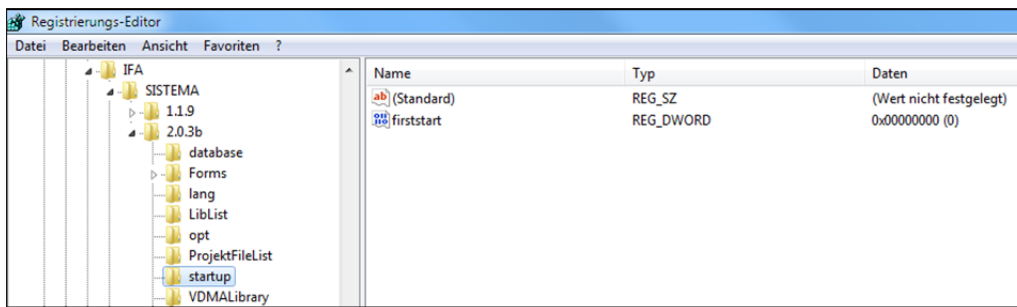 Registrierungs-Editor
Datei Bearbeiten Ansicht Favoriten ?
IFA
SISTEMA
1.1.9
2.0.3b
database
Forms
lang
LibList
opt
ProjektFileList
startup
VDMALibrary
Name Typ Daten
ab (Standard) REG_SZ (Wert nicht festgelegt)
firststart REG_DWORD 0x00000000 (0)